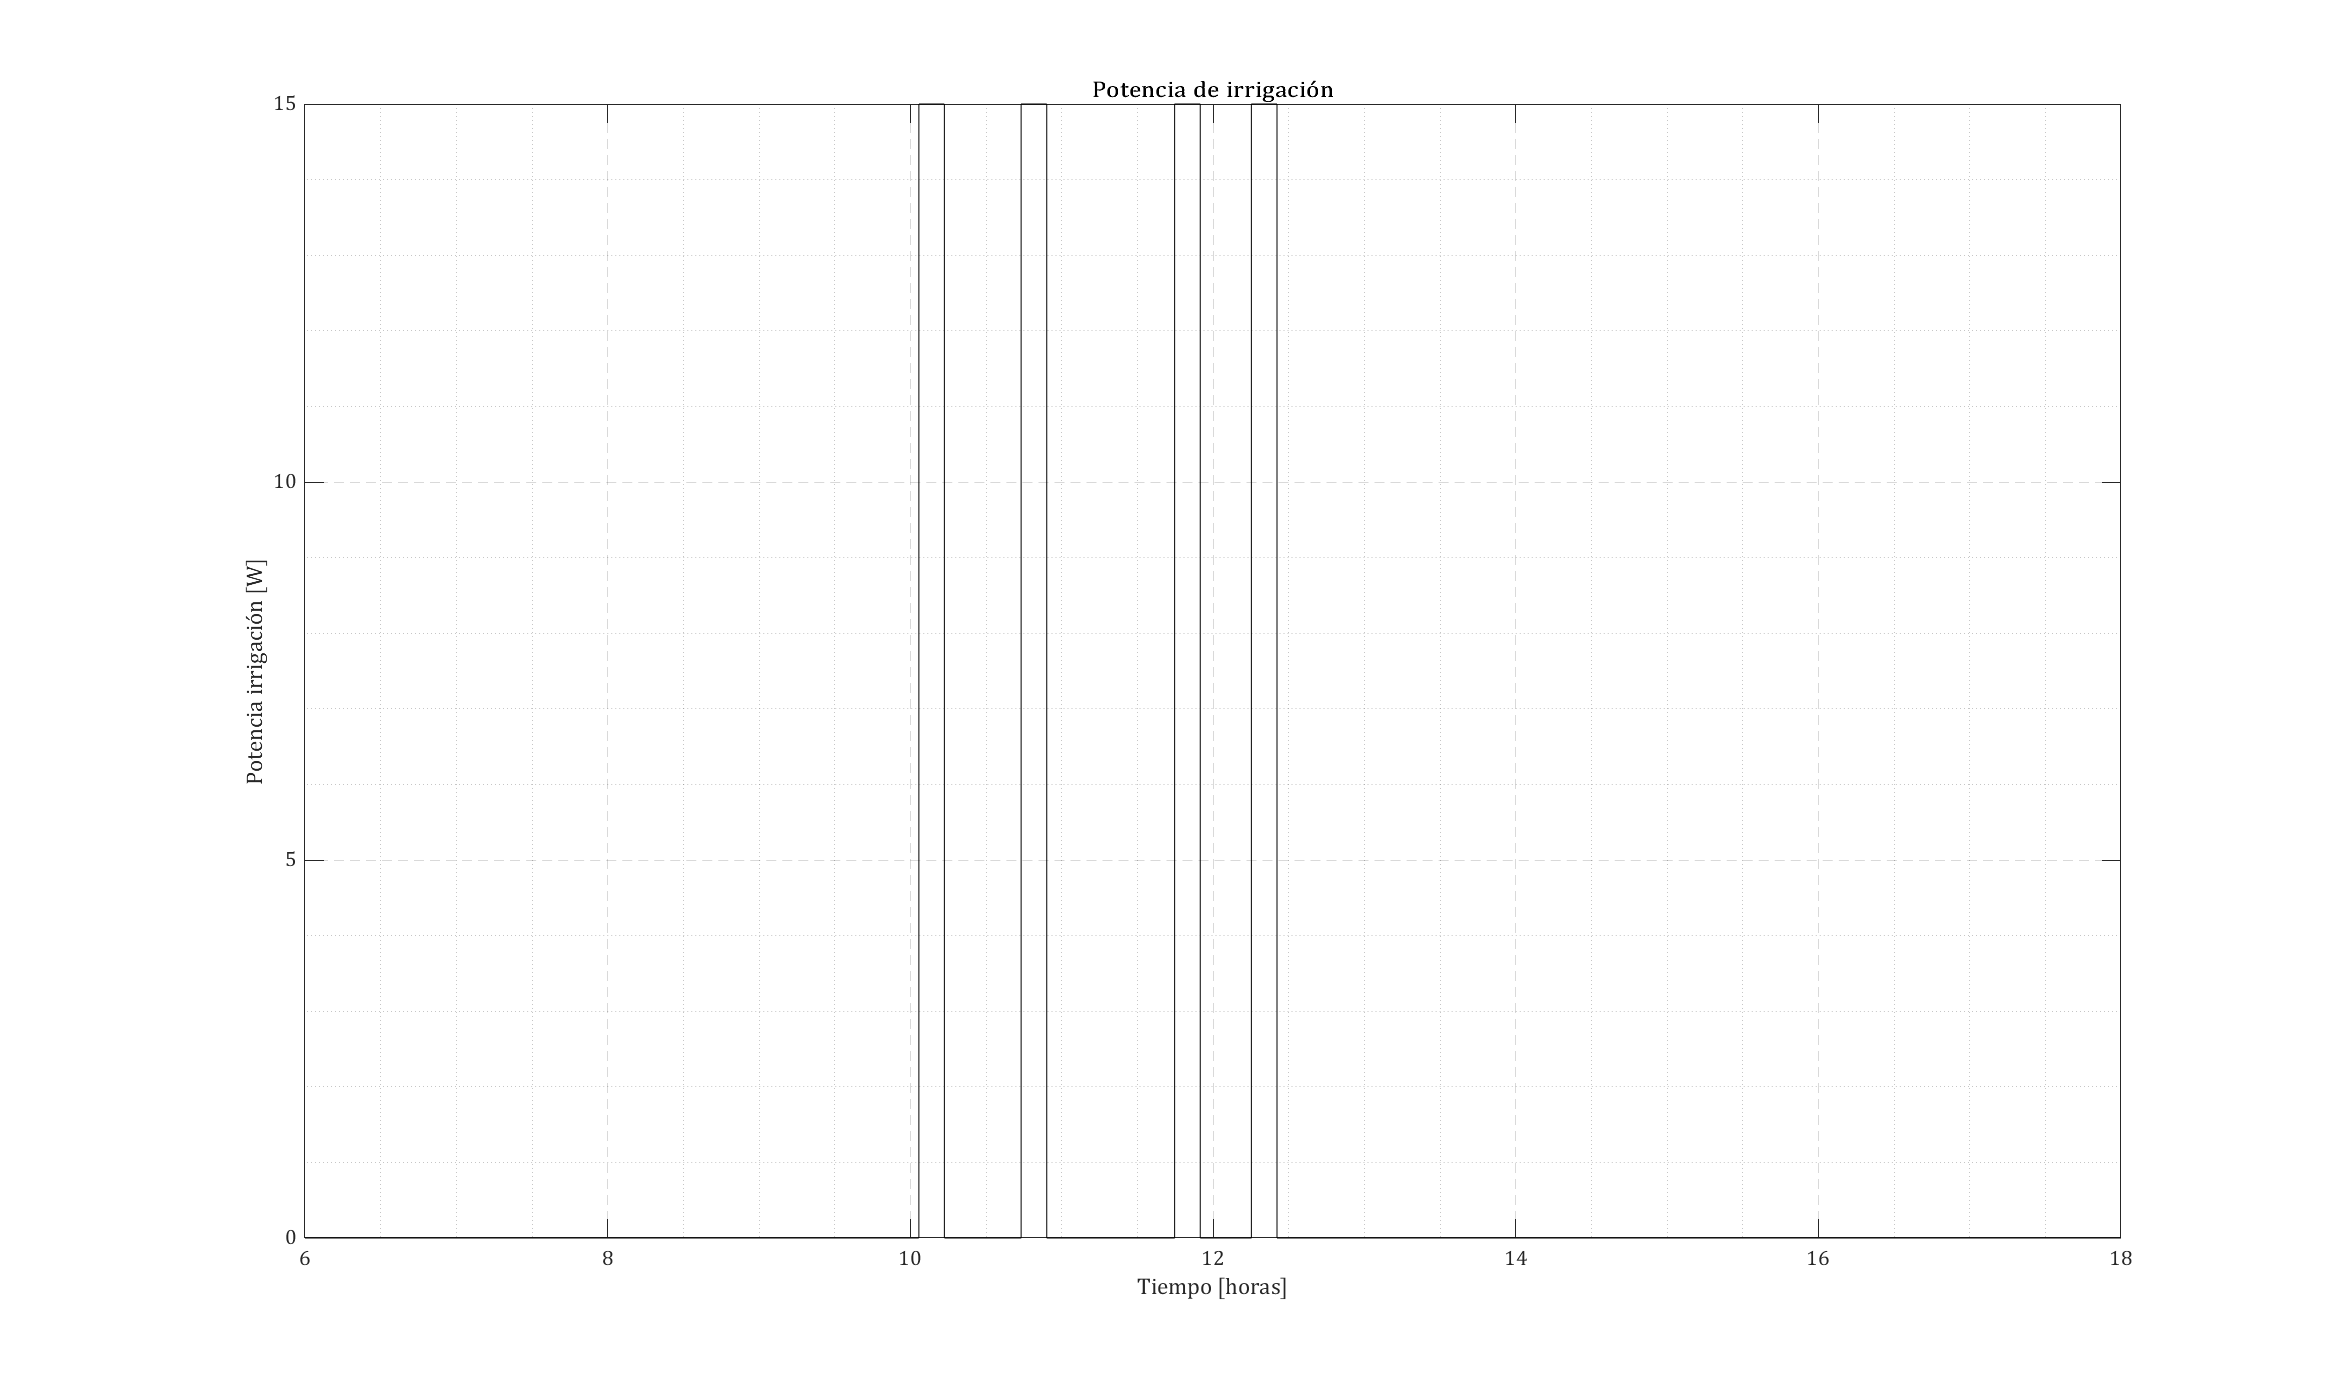 Potencia de irrigación
15
10
5
0
Potencia irrigación [W]
6 8 10 12 14 16 18
Tiempo [horas]